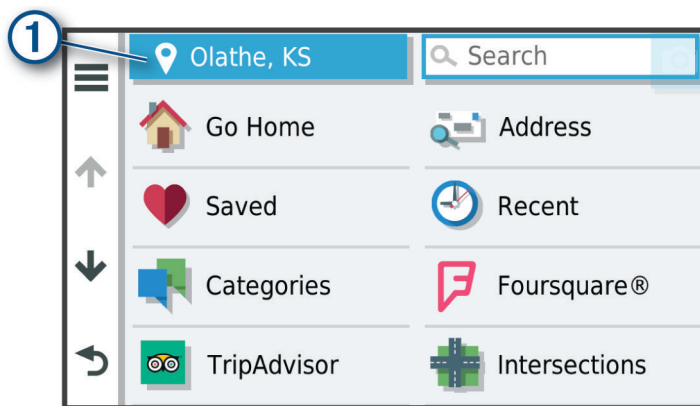 1
Olathe, KS
Search
Go Home
Address
Saved
Recent
Categories
Foursquare®
TripAdvisor
Intersections